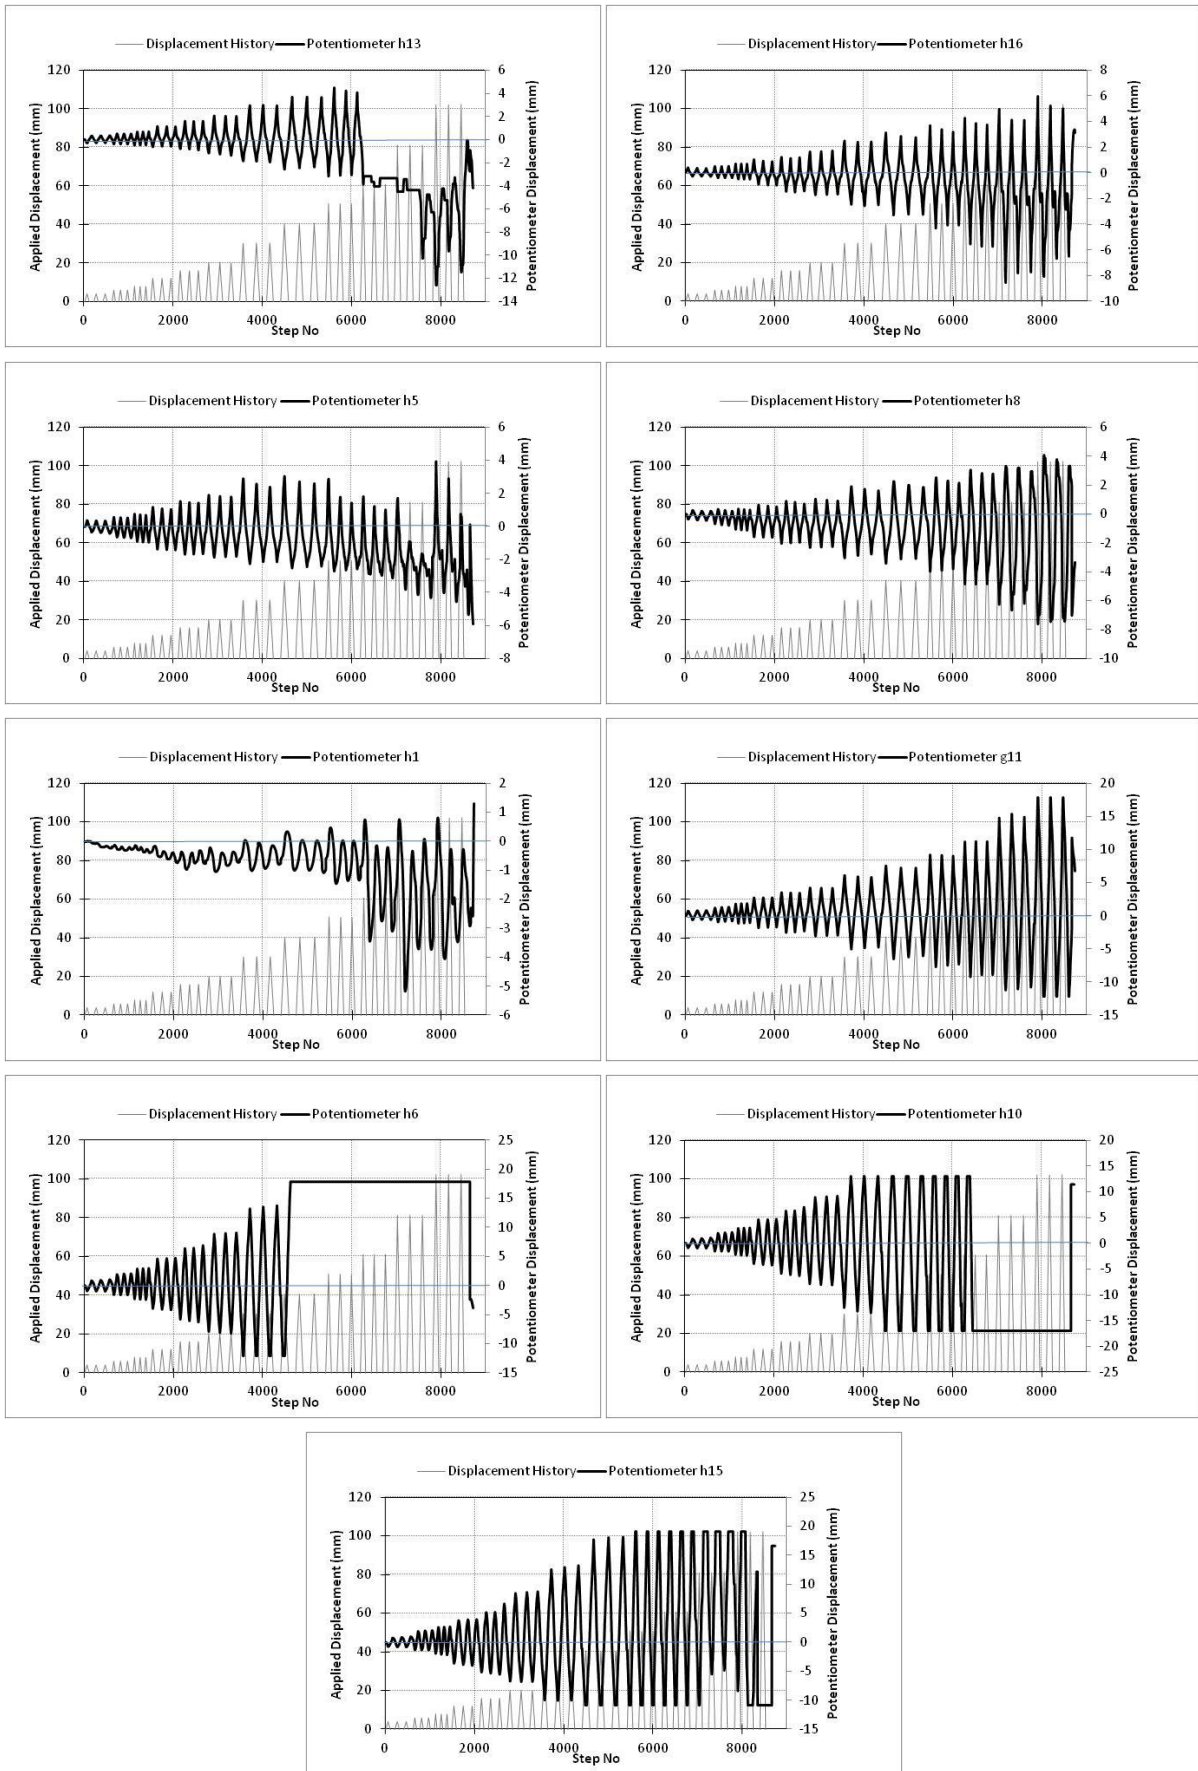 Displacement History Potentiometer h13
120 6
100 4
80 2
60 0
40 -2
20 -4
0 -6
-8
-10
-12
-14
0 2000 4000 6000 8000
Step No
Applied Displacement (mm)
Potentiometer Displacement (mm)
Displacement History Potentiometer h16
120 8
100 6
80 4
60 2
40 0
20 -2
0 -4
-6
-8
-10
0 2000 4000 6000 8000
Step No
Applied Displacement (mm)
Potentiometer Displacement (mm)
Displacement History Potentiometer h5
120 6
100 4
80 2
60 0
40 -2
20 -4
0 -6
-8
0 2000 4000 6000 8000
Step No
Applied Displacement (mm)
Potentiometer Displacement (mm)
Displacement History Potentiometer h8
120 6
100 4
80 2
60 0
40 -2
20 -4
0 -6
-8
-10
0 2000 4000 6000 8000
Step No
Applied Displacement (mm)
Potentiometer Displacement (mm)
Displacement History Potentiometer h1
120 2
100 1
80 0
60 -1
40 -2
20 -3
0 -4
-5
-6
0 2000 4000 6000 8000
Step No
Applied Displacement (mm)
Potentiometer Displacement (mm)
Displacement History Potentiometer g11
120 20
100 15
80 10
60 5
40 0
20 -5
0 -10
-15
0 2000 4000 6000 8000
Step No
Applied Displacement (mm)
Potentiometer Displacement (mm)
Displacement History Potentiometer h6
120 25
100 20
80 15
60 10
40 5
20 0
0 -5
-10
-15
0 2000 4000 6000 8000
Step No
Applied Displacement (mm)
Potentiometer Displacement (mm)
Displacement History Potentiometer h10
120 20
100 15
80 10
60 5
40 0
20 -5
0 -10
-15
-20
-25
0 2000 4000 6000 8000
Step No
Applied Displacement (mm)
Potentiometer Displacement (mm)
Displacement History Potentiometer h15
120 25
100 20
80 15
60 10
40 5
20 0
0 -5
-10
-15
0 2000 4000 6000 8000
Step No
Applied Displacement (mm)
Potentiometer Displacement (mm)